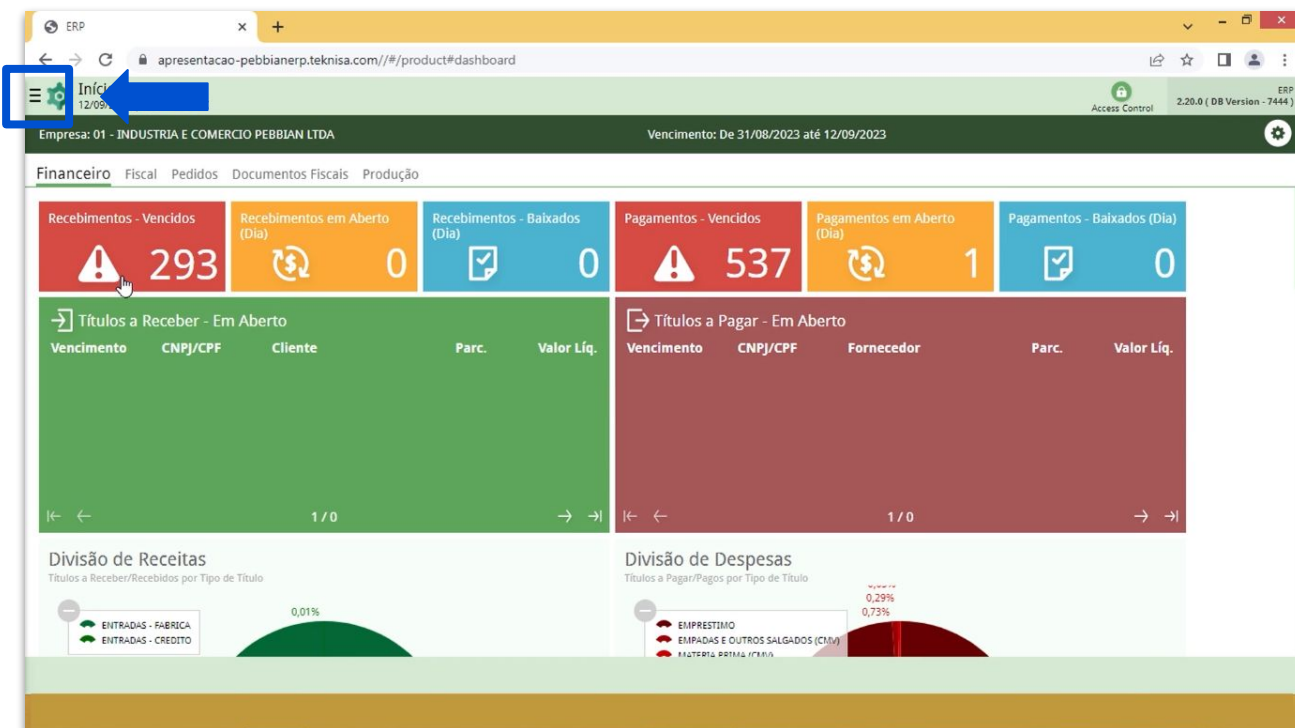 ERP
apresentacao-pebbianerp.teknisa.com//#/product#dashboard
Iníci
12/09/
Access Control
ERP
2.20.0 ( DB Version - 7444 )
Empresa: 01 - INDUSTRIA E COMERCIO PEBBIAN LTDA
Vencimento: De 31/08/2023 até 12/09/2023
Financeiro Fiscal Pedidos Documentos Fiscais Produção
Recebimentos - Vencidos
293
Recebimentos em Aberto
(Dia)
0
Recebimentos - Baixados
(Dia)
0
Pagamentos - Vencidos
537
Pagamentos em Aberto
(Dia)
1
Pagamentos - Baixados (Dia)
0
Títulos a Receber - Em Aberto
Vencimento CNPJ/CPF Cliente Parc. Valor Líq.
1 / 0
Títulos a Pagar - Em Aberto
Vencimento CNPJ/CPF Fornecedor Parc. Valor Líq.
1 / 0
Divisão de Receitas
Títulos a Receber/Recebidos por Tipo de Título
ENTRADAS - FABRICA
ENTRADAS - CREDITO
0,01%
Divisão de Despesas
Títulos a Pagar/Pagos por Tipo de Título
0,29%
0,73%
EMPRESTIMO
EMPADAS E OUTROS SALGADOS (CMV)
MATERIA PRIMA (CMV)